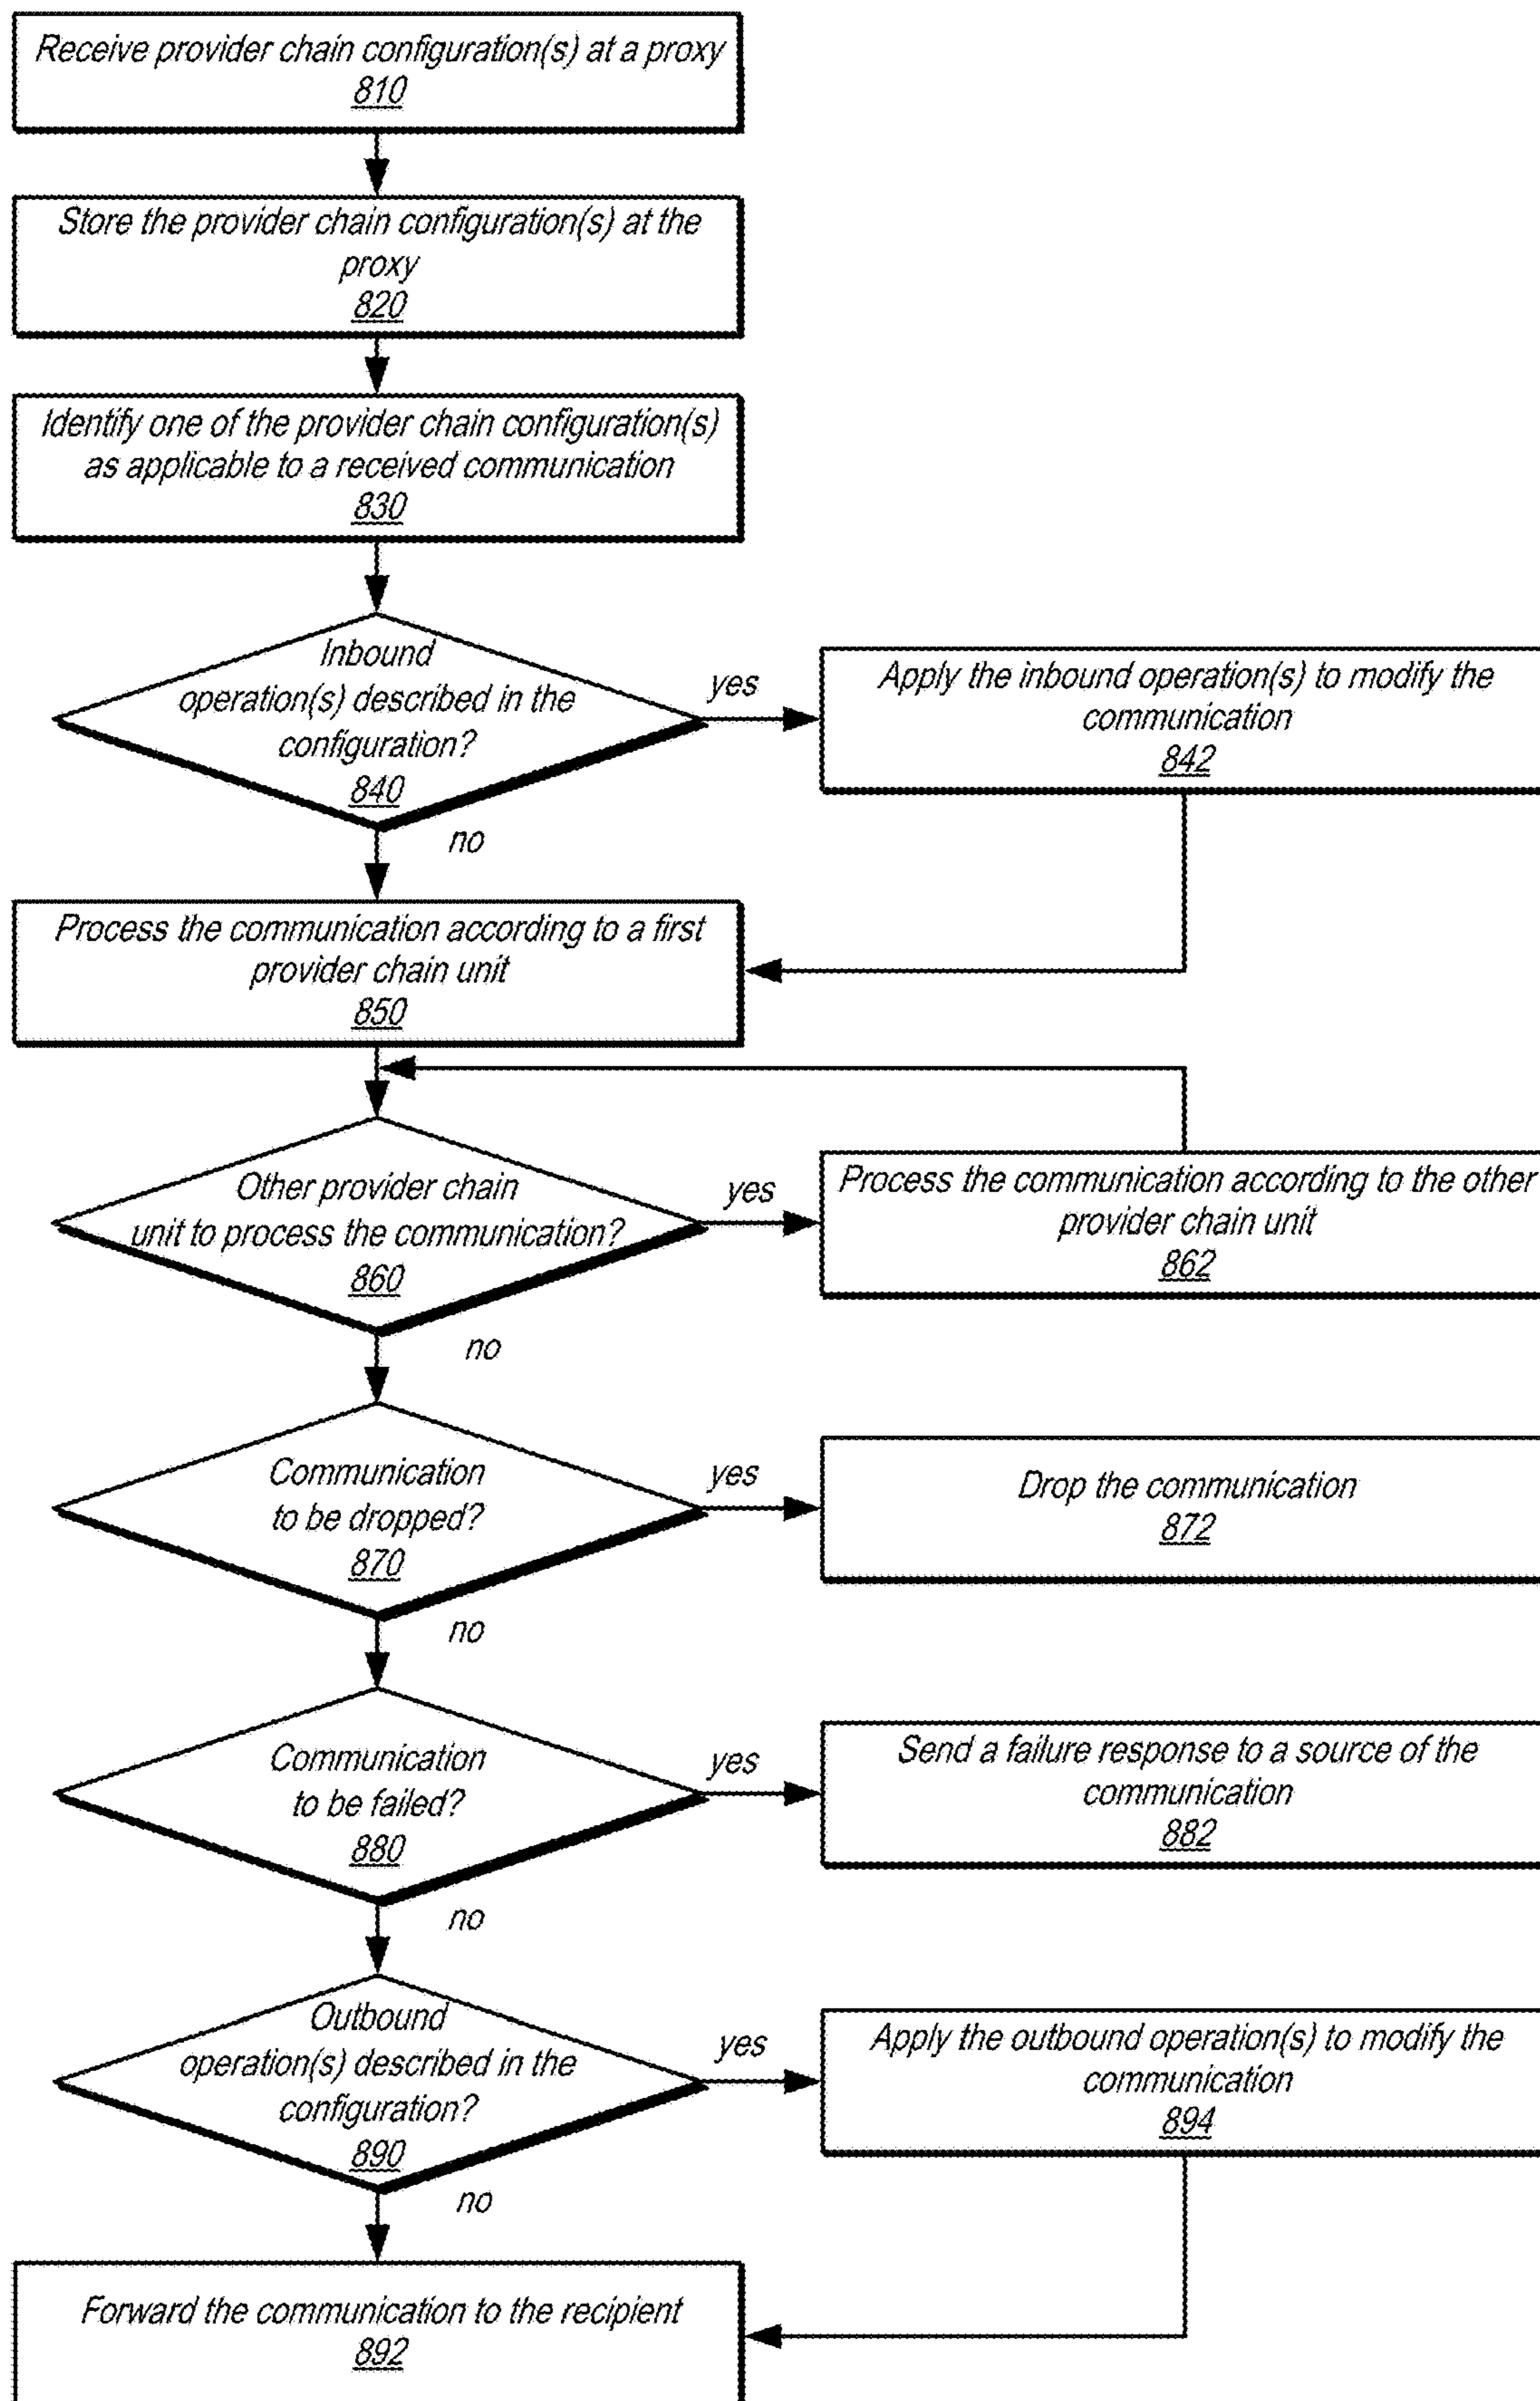 Receive provider chain configuration(s) at a proxy
810
Store the provider chain configuration(s) at the
proxy
820
Identify one of the provider chain configuration(s)
as applicable to a received communication
830
Inbound
operation(s) described in the
configuration?
840
yes
Apply the inbound operation(s) to modify the
communication
842
no
Process the communication according to a first
provider chain unit
850
Other provider chain
unit to process the communication?
860
yes
Process the communication according to the other
provider chain unit
862
no
Communication
to be dropped?
870
yes
Drop the communication
872
no
Communication
to be failed?
880
yes
Send a failure response to a source of the
communication
882
no
Outbound
operation(s) described in the
configuration?
890
yes
Apply the outbound operation(s) to modify the
communication
894
no
Forward the communication to the recipient
892